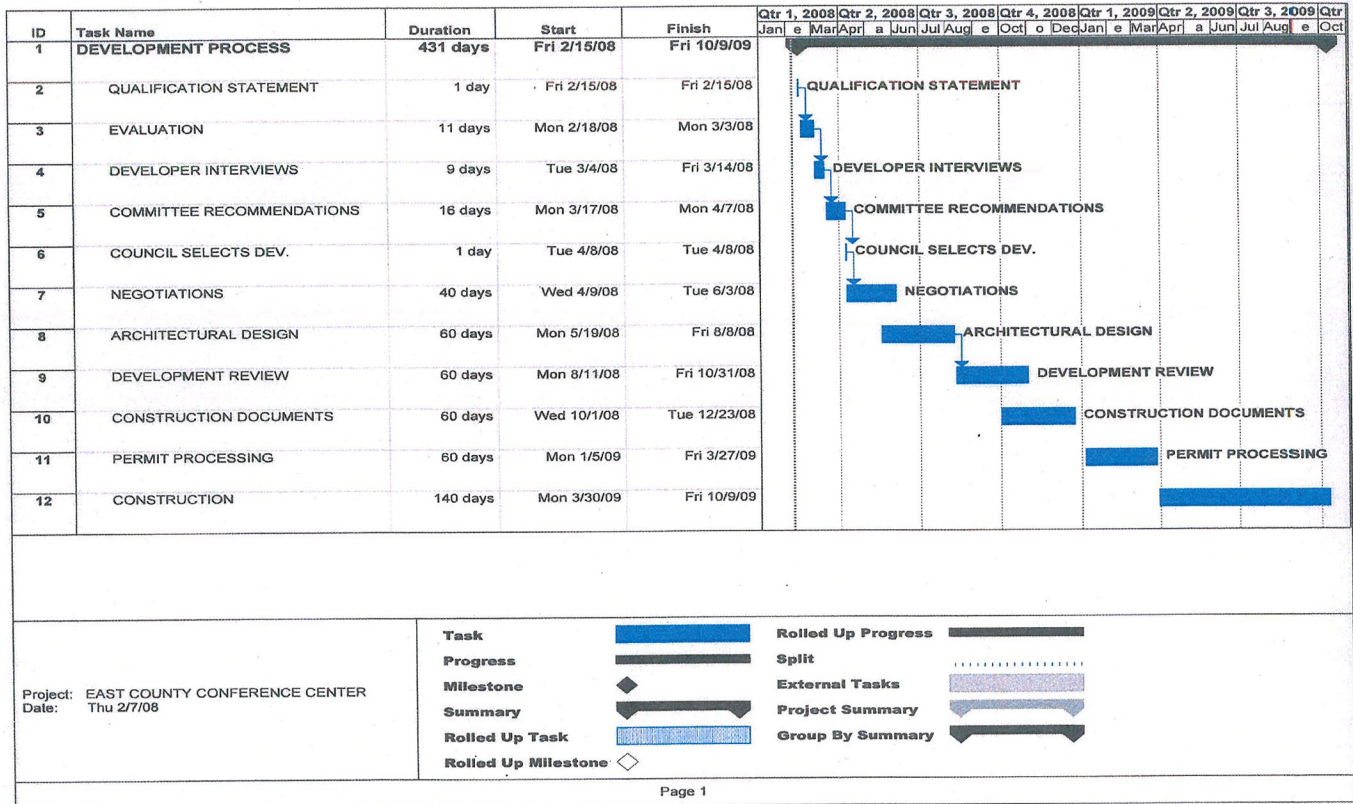 Qtr 1, 2008 Qtr 2, 2008 Qtr 3, 2008 Qtr 4, 2008 Qtr 1, 2009 Qtr 2, 2009 Qtr 3, 2009 Qtr
ID Task Name Duration Start Finish Jan e Mar Apr a Jun Jul Aug e Oct o Dec Jan e Mar Apr a Jun Jul Aug e Oct
1 DEVELOPMENT PROCESS 431 days Fri 2/15/08 Fri 10/9/09
2 QUALIFICATION STATEMENT 1 day Fri 2/15/08 Fri 2/15/08 QUALIFICATION STATEMENT
3 EVALUATION 11 days Mon 2/18/08 Mon 3/3/08
4 DEVELOPER INTERVIEWS 9 days Tue 3/4/08 Fri 3/14/08 DEVELOPER INTERVIEWS
5 COMMITTEE RECOMMENDATIONS 16 days Mon 3/17/08 Mon 4/7/08 COMMITTEE RECOMMENDATIONS
6 COUNCIL SELECTS DEV. 1 day Tue 4/8/08 Tue 4/8/08 COUNCIL SELECTS DEV.
7 NEGOTIATIONS 40 days Wed 4/9/08 Tue 6/3/08 NEGOTIATIONS
8 ARCHITECTURAL DESIGN 60 days Mon 5/19/08 Fri 8/8/08 ARCHITECTURAL DESIGN
9 DEVELOPMENT REVIEW 60 days Mon 8/11/08 Fri 10/31/08 DEVELOPMENT REVIEW
10 CONSTRUCTION DOCUMENTS 60 days Wed 10/1/08 Tue 12/23/08 CONSTRUCTION DOCUMENTS
11 PERMIT PROCESSING 60 days Mon 1/5/09 Fri 3/27/09 PERMIT PROCESSING
12 CONSTRUCTION 140 days Mon 3/30/09 Fri 10/9/09
Project: EAST COUNTY CONFERENCE CENTER
Date: Thu 2/7/08
Task
Progress
Milestone
Summary
Rolled Up Task
Rolled Up Milestone
Rolled Up Progress
Split
External Tasks
Project Summary
Group By Summary
Page 1